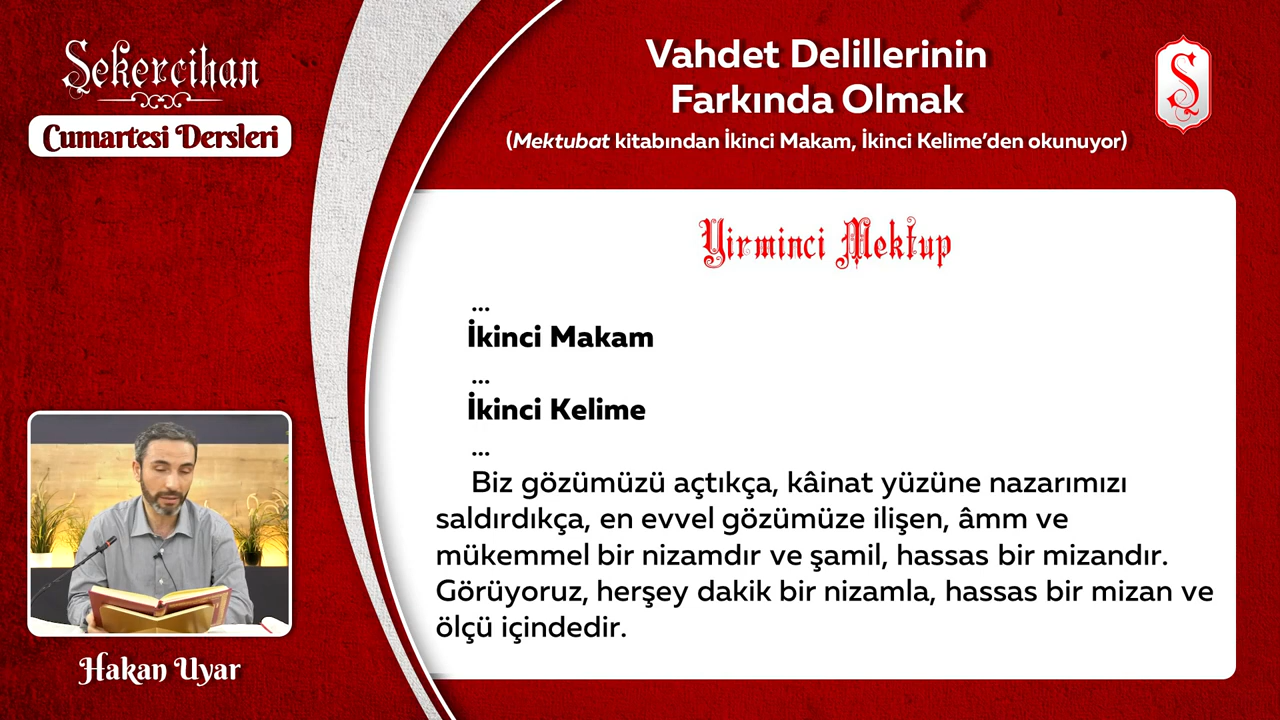 Şekercihan
Cumartesi Dersleri
Vahdet Delillerinin
Farkında Olmak
(Mektubat kitabından İkinci Makam, İkinci Kelime’den okunuyor)
Ş
Yirminci Mektup
...
İkinci Makam
...
İkinci Kelime
...
Biz gözümüzü açtıkça, kâinat yüzüne nazarımızı
saldırdıkça, en evvel gözümüze ilişen, âmm ve
mükemmel bir nizamdır ve şamil, hassas bir mizandır.
Görüyoruz, herşey dakik bir nizamla, hassas bir mizan ve
ölçü içindedir.
Hakan Uyar